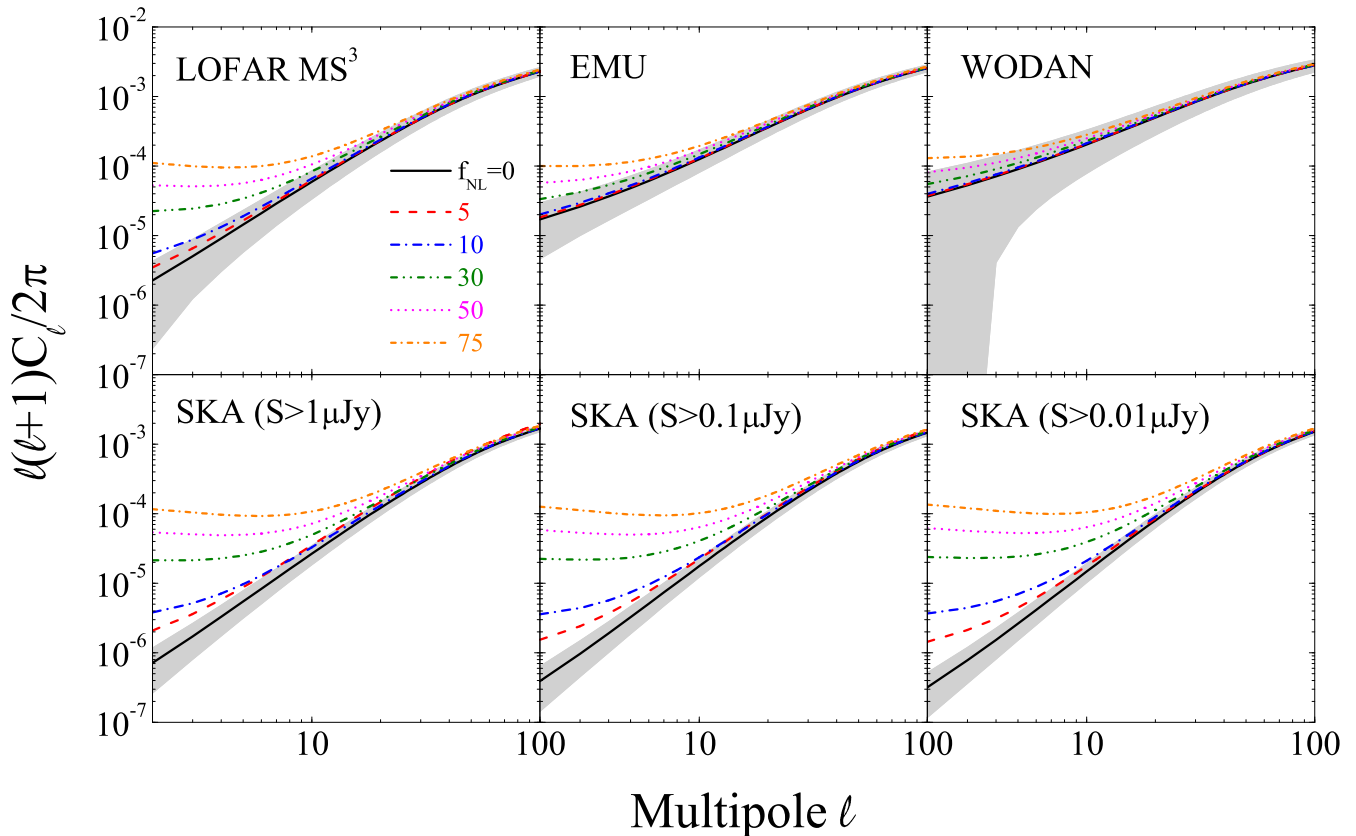 LOFAR MS³
EMU
WODAN
10⁻²
10⁻³
10⁻⁴
10⁻⁵
10⁻⁶
10⁻⁷
f_NL=0
5
10
30
50
75
ℓ(ℓ+1)C_ℓ/2π
SKA (S>1μJy)
SKA (S>0.1μJy)
SKA (S>0.01μJy)
10⁻³
10⁻⁴
10⁻⁵
10⁻⁶
10⁻⁷
10
100
10
100
10
100
Multipole ℓ